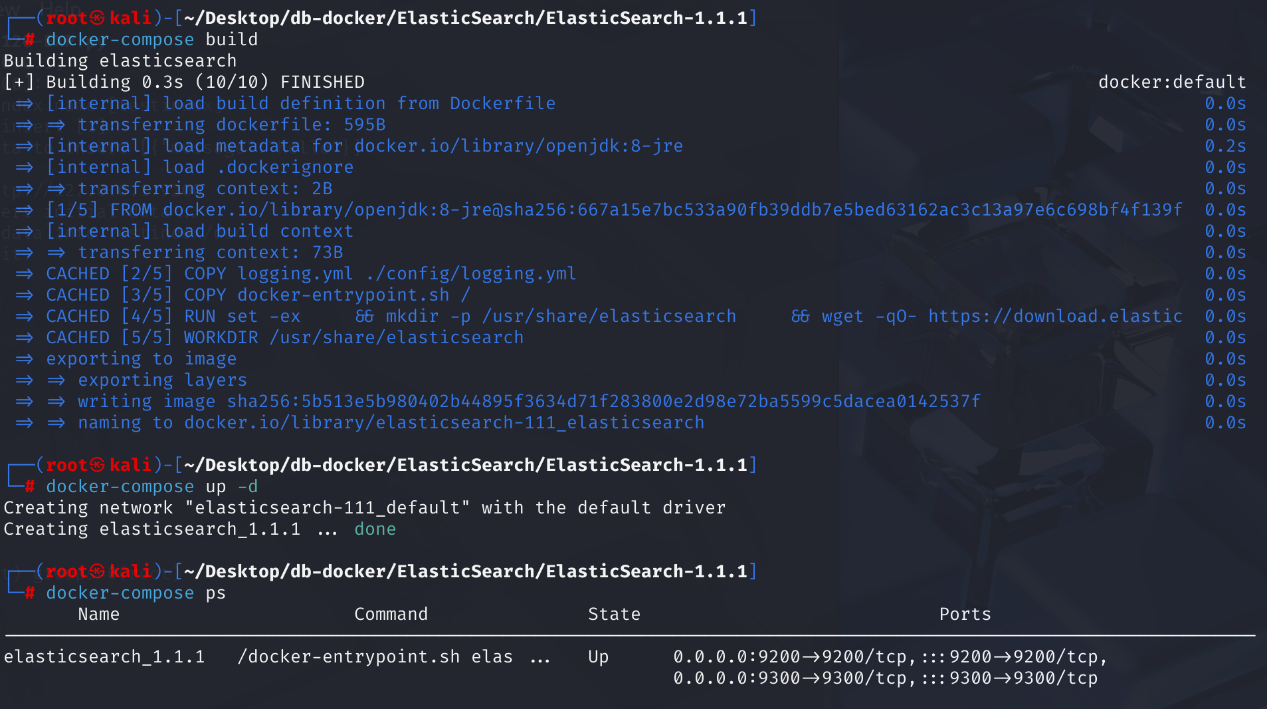 ┌──(root㉿kali)-[~/Desktop/db-docker/ElasticSearch/ElasticSearch-1.1.1]
└─# docker-compose build
Building elasticsearch
[+] Building 0.3s (10/10) FINISHED docker:default
=> [internal] load build definition from Dockerfile 0.0s
=> => transferring dockerfile: 595B 0.0s
=> [internal] load metadata for docker.io/library/openjdk:8-jre 0.2s
=> [internal] load .dockerignore 0.0s
=> => transferring context: 2B 0.0s
=> [1/5] FROM docker.io/library/openjdk:8-jre@sha256:667a15e7bc533a90fb39ddb7e5bed63162ac3c13a97e6c698bf4f139f 0.0s
=> [internal] load build context 0.0s
=> => transferring context: 73B 0.0s
=> CACHED [2/5] COPY logging.yml ./config/logging.yml 0.0s
=> CACHED [3/5] COPY docker-entrypoint.sh / 0.0s
=> CACHED [4/5] RUN set -ex && mkdir -p /usr/share/elasticsearch && wget -qO- https://download.elastic 0.0s
=> CACHED [5/5] WORKDIR /usr/share/elasticsearch 0.0s
=> exporting to image 0.0s
=> => exporting layers 0.0s
=> => writing image sha256:5b513e5b980402b44895f3634d71f283800e2d98e72ba5599c5dacea0142537f 0.0s
=> => naming to docker.io/library/elasticsearch-111_elasticsearch 0.0s
┌──(root㉿kali)-[~/Desktop/db-docker/ElasticSearch/ElasticSearch-1.1.1]
└─# docker-compose up -d
Creating network "elasticsearch-111_default" with the default driver
Creating elasticsearch_1.1.1 ... done
┌──(root㉿kali)-[~/Desktop/db-docker/ElasticSearch/ElasticSearch-1.1.1]
└─# docker-compose ps
Name Command State Ports
elasticsearch_1.1.1 /docker-entrypoint.sh elas ... Up 0.0.0.0:9200->9200/tcp,:::9200->9200/tcp,
0.0.0.0:9300->9300/tcp,:::9300->9300/tcp